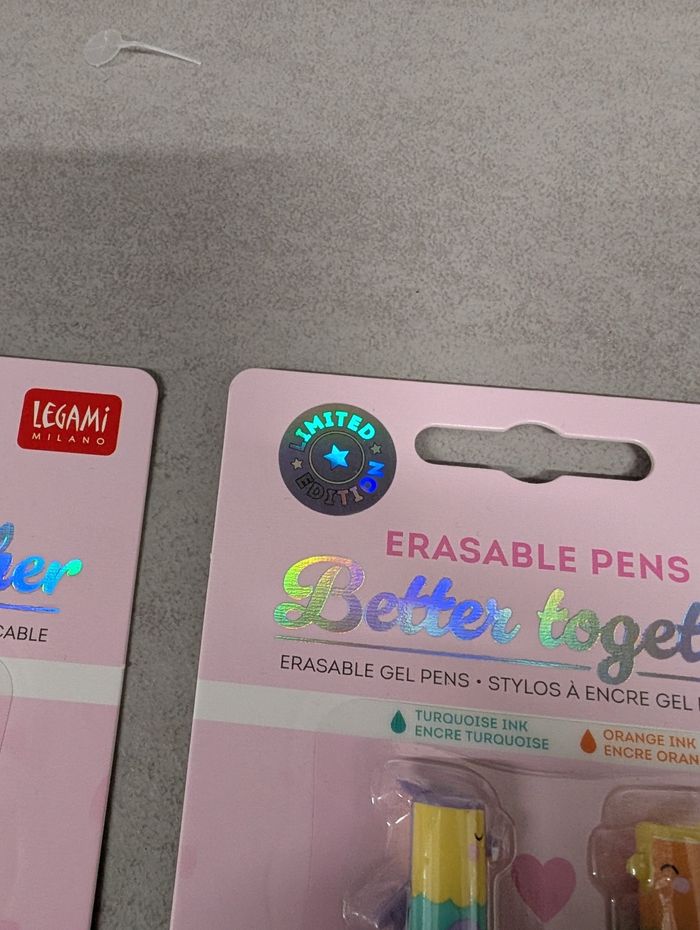 LEGAMI
MILANO
her
CABLE
LIMITED
EDITION
ERASABLE PENS
Better toget
ERASABLE GEL PENS • STYLOS À ENCRE GEL
TURQUOISE INK
ENCRE TURQUOISE
ORANGE INK
ENCRE ORAN